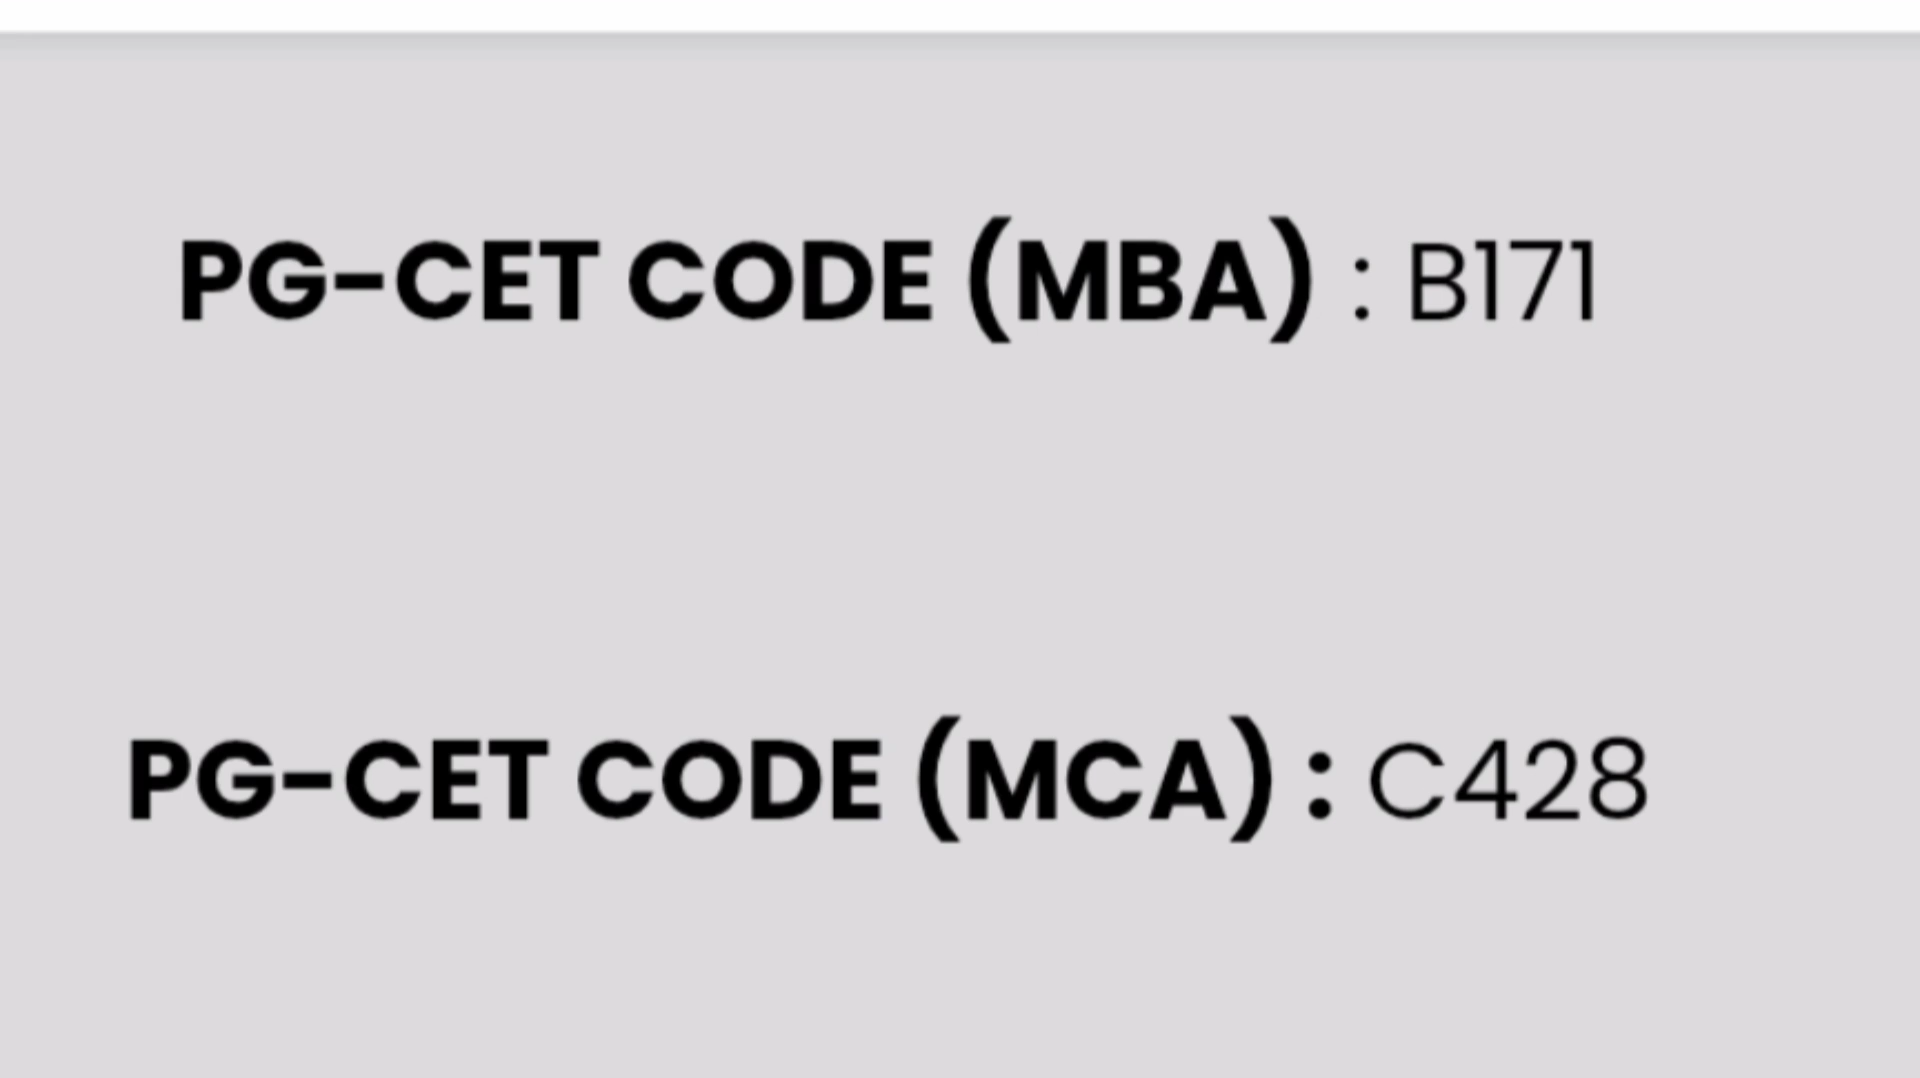 PG-CET CODE (MBA) : B171
PG-CET CODE (MCA) : C428